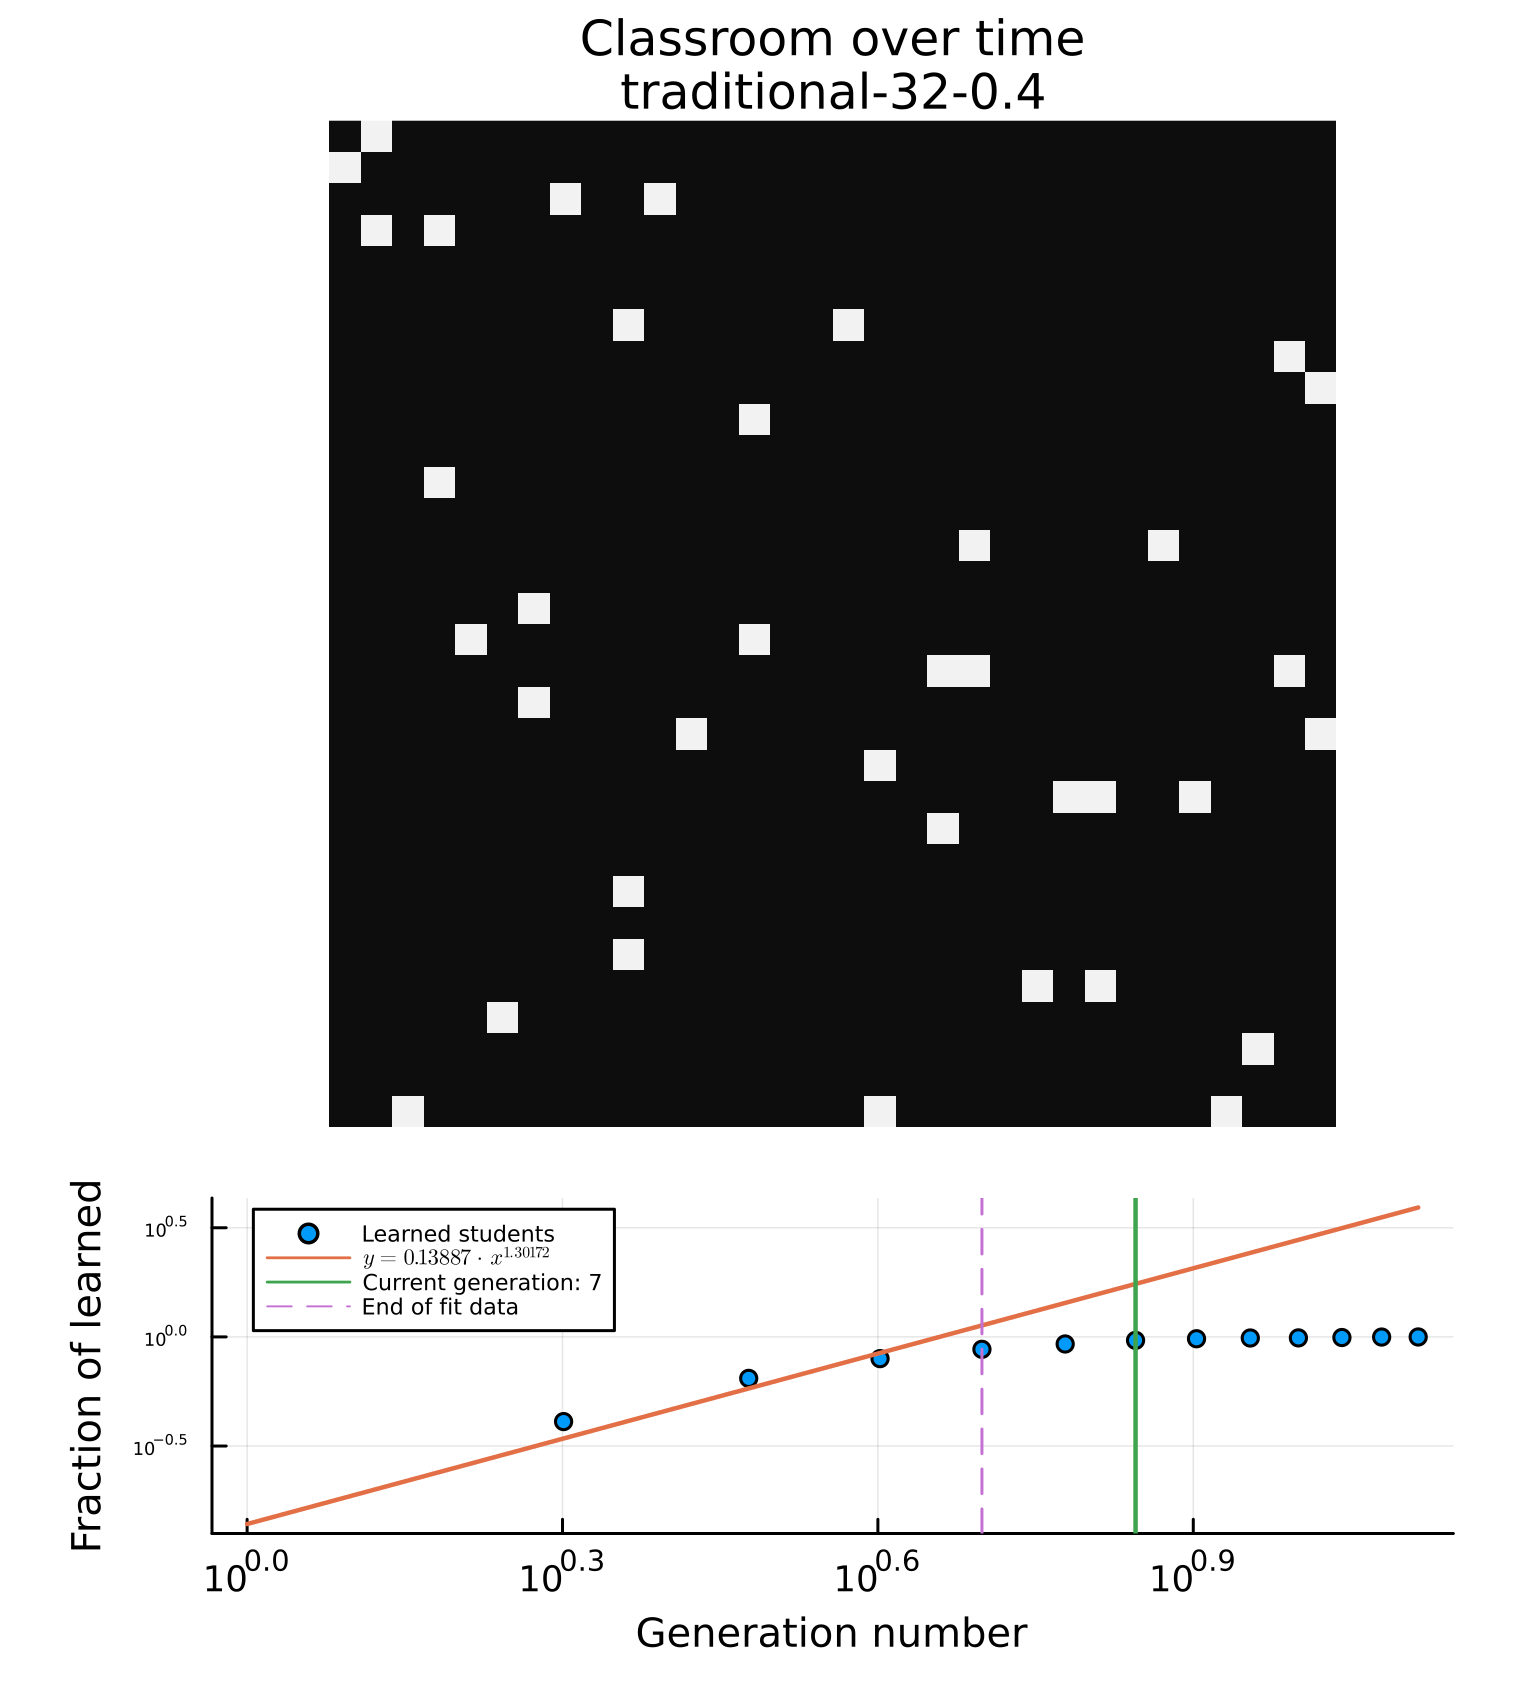 Classroom over time
traditional-32-0.4
Fraction of learned
10^0.5
10^0.0
10^−0.5
Learned students
y = 0.13887 · x^1.30172
Current generation: 7
End of fit data
10^0.0 10^0.3 10^0.6 10^0.9
Generation number